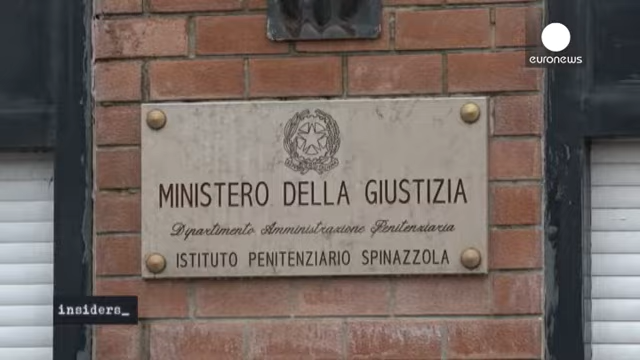 euronews
MINISTERO DELLA GIUSTIZIA
Dipartimento Amministrazione Penitenziaria
ISTITUTO PENITENZIARIO SPINAZZOLA
insiders_